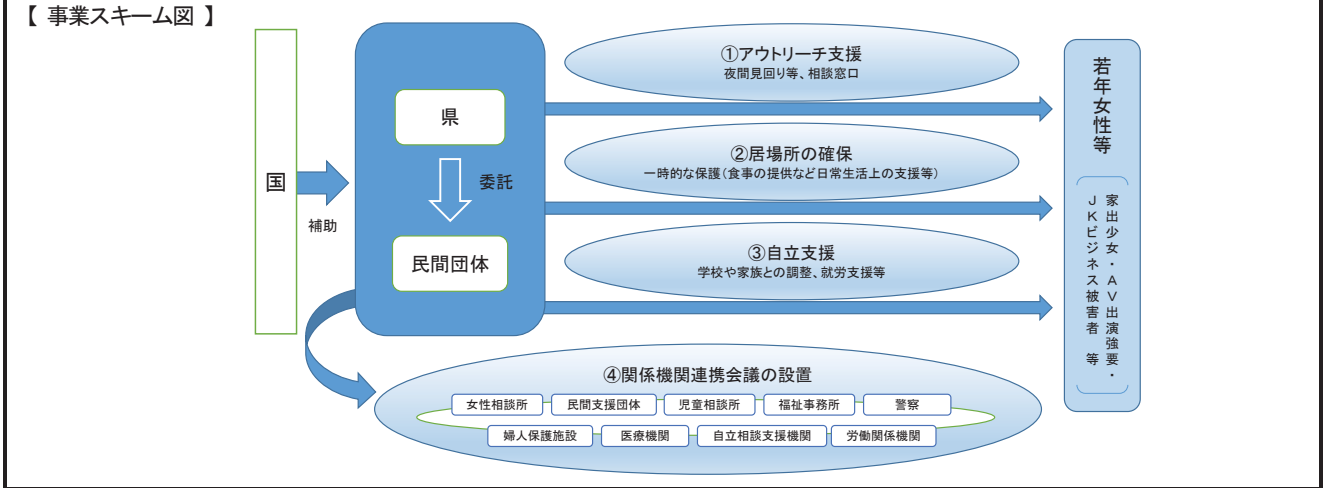 【 事業スキーム図 】
国
補助
県
委託
民間団体
①アウトリーチ支援
夜間見回り等、相談窓口
②居場所の確保
一時的な保護(食事の提供など日常生活上の支援等)
③自立支援
学校や家族との調整、就労支援等
若年女性等
家出少女・AV出演強要・
JKビジネス被害者 等
④関係機関連携会議の設置
女性相談所
民間支援団体
児童相談所
福祉事務所
警察
婦人保護施設
医療機関
自立相談支援機関
労働関係機関